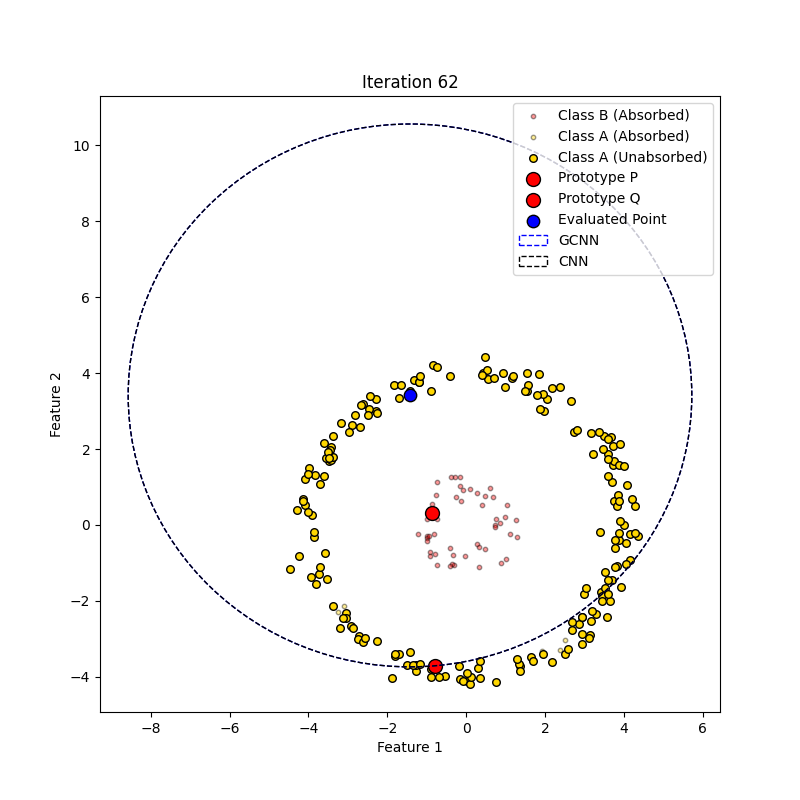 Iteration 62
Class B (Absorbed)
Class A (Absorbed)
Class A (Unabsorbed)
Prototype P
Prototype Q
Evaluated Point
GCNN
CNN
10
8
6
4
2
0
−2
−4
Feature 2
−8 −6 −4 −2 0 2 4 6
Feature 1